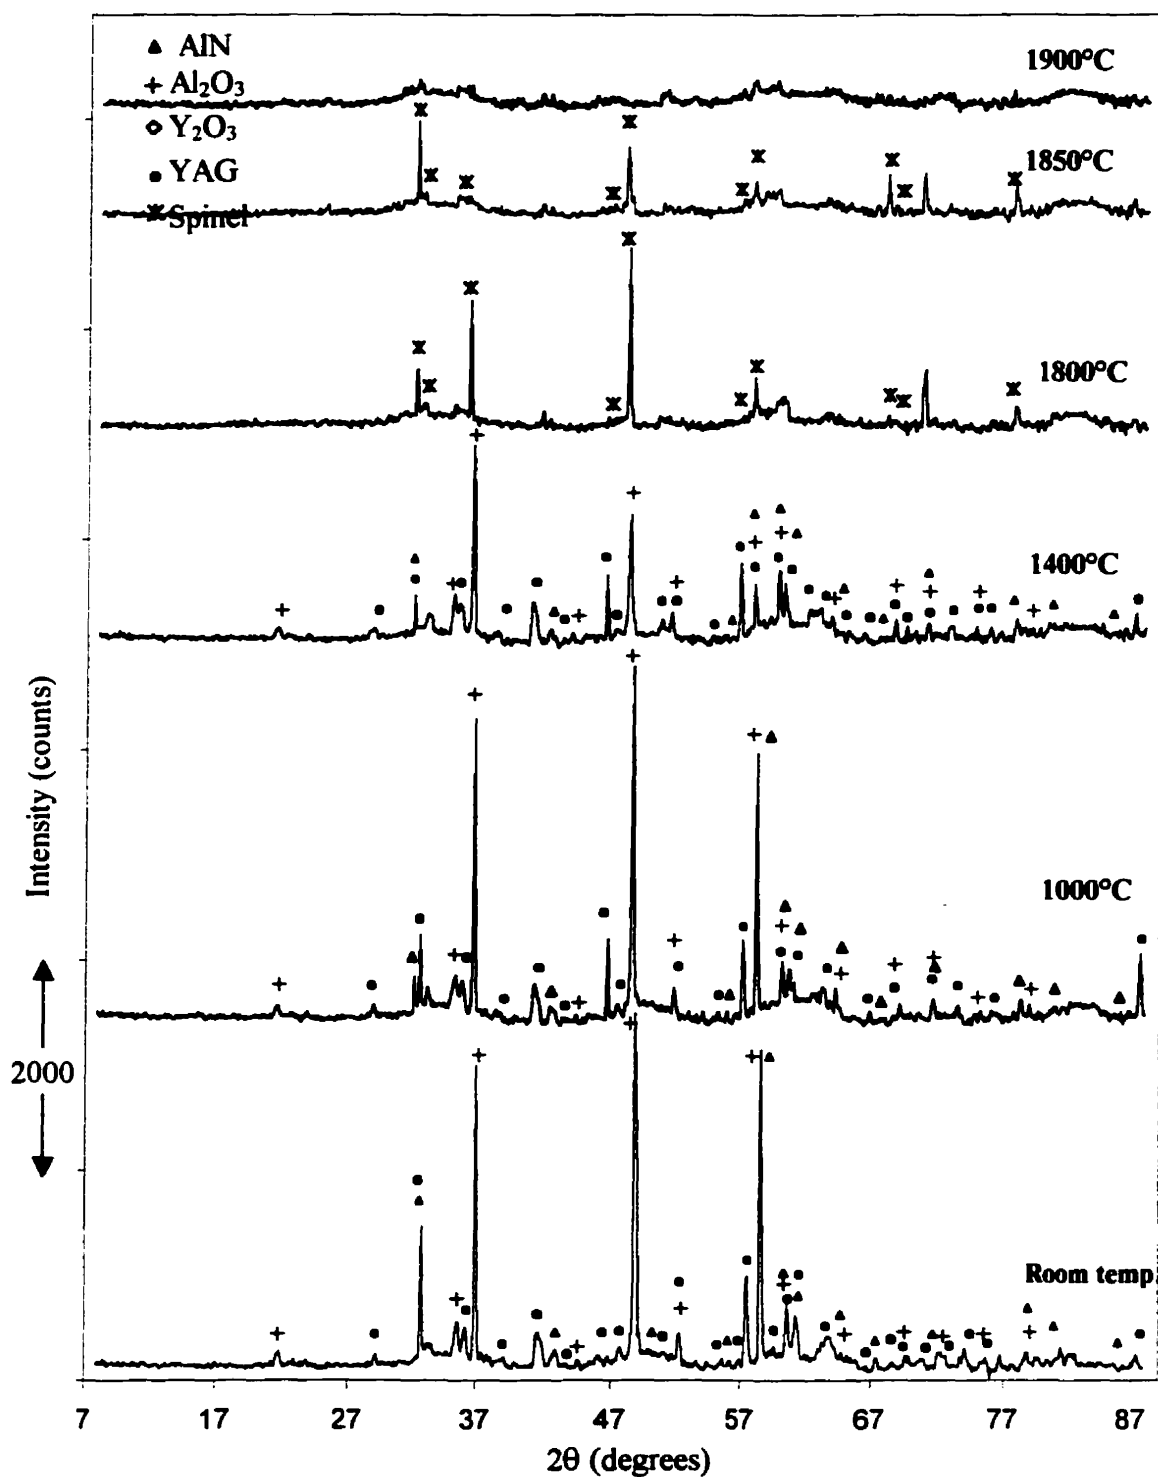 AlN
1900°C
+ Al₂O₃
Y₂O₃
YAG
1850°C
Spinel
1800°C
1400°C
Intensity (counts)
1000°C
2000
Room temp
7 17 27 37 47 57 67 77 87
2θ (degrees)